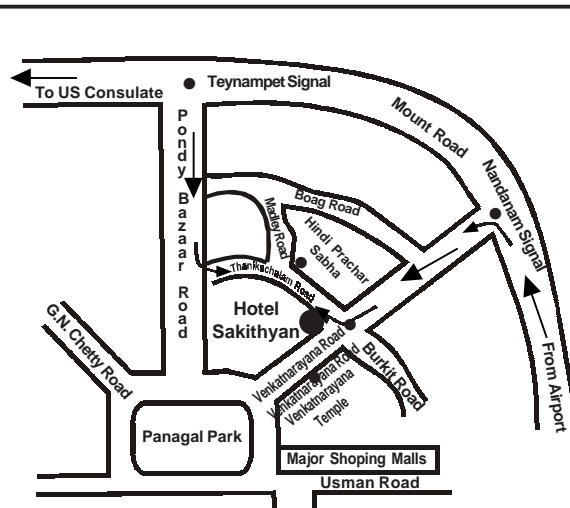 To US Consulate
Teynampet Signal
Mount Road
Nandanam Signal
Pondy Bazaar Road
Boag Road
Madley Road
Hindi Prachar
Sabha
Thanikachalam Road
Hotel
Sakithyan
G.N. Chetty Road
Venkatnarayana Road
Venkatnarayana Road
Venkatnarayana
Temple
Burkit Road
From Airport
Panagal Park
Major Shoping Malls
Usman Road